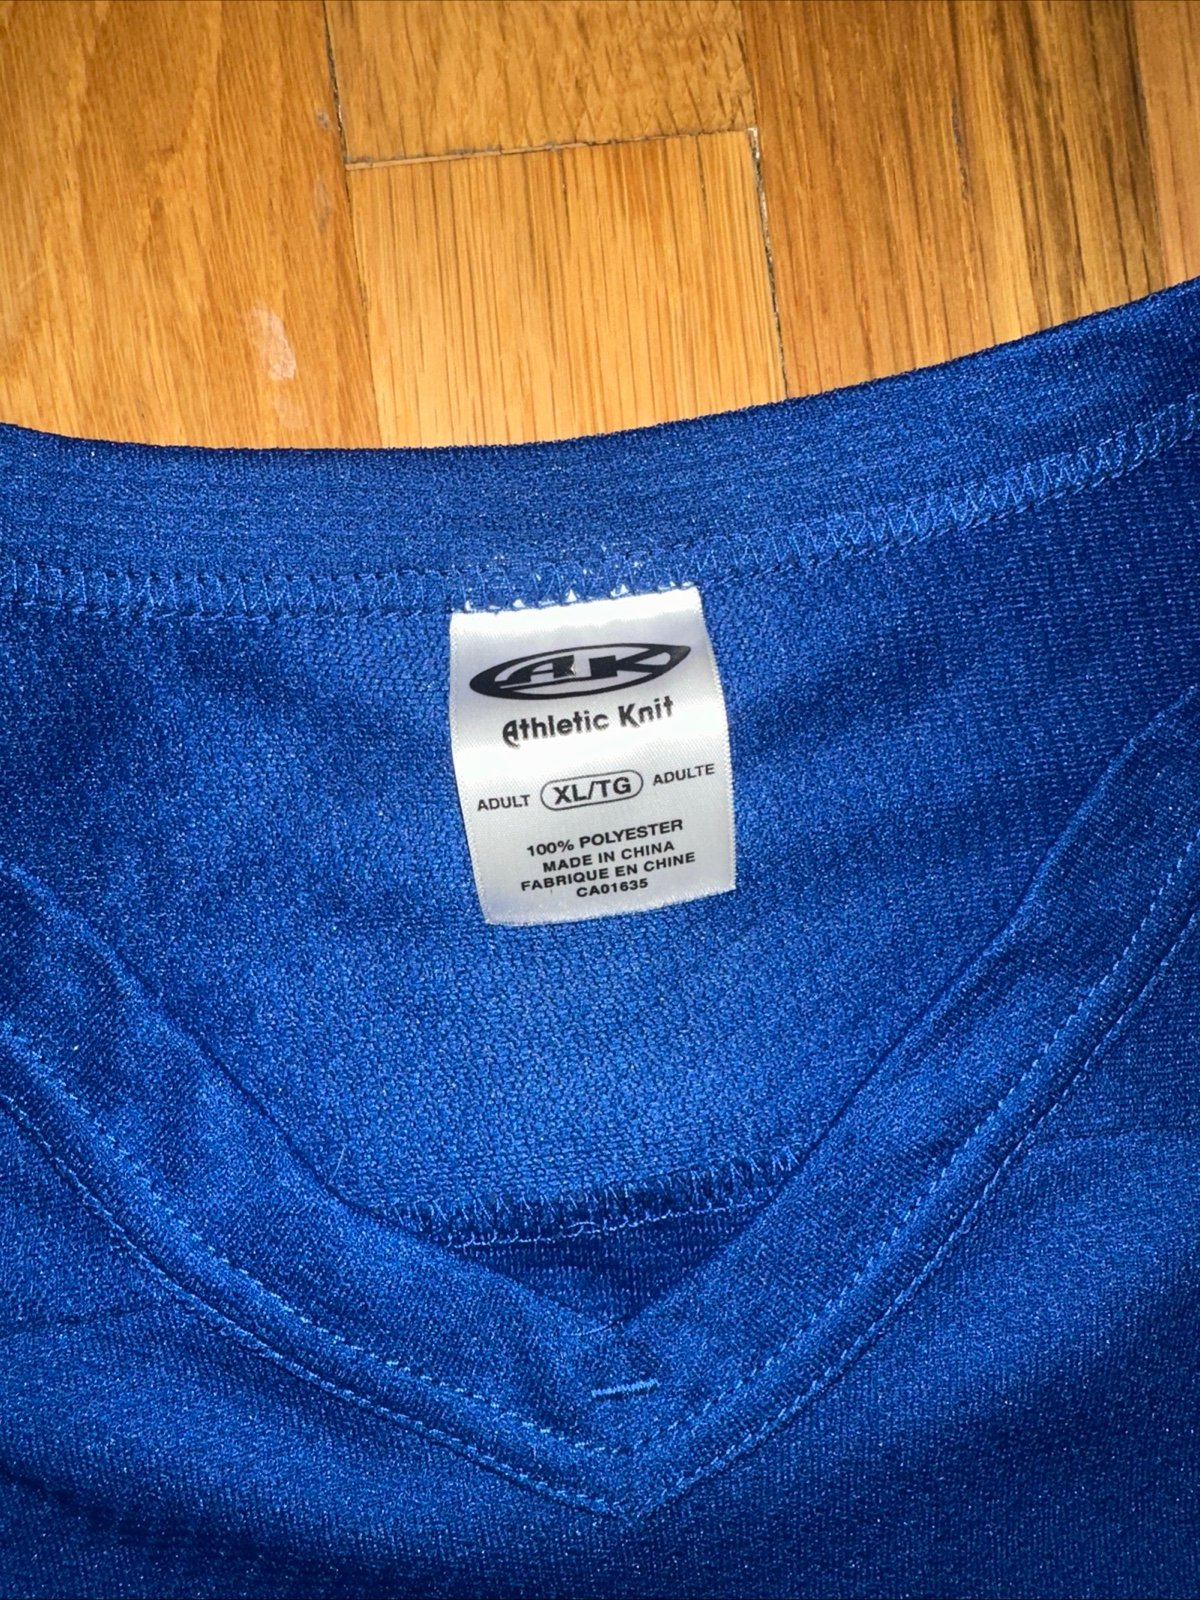 AK
Athletic Knit
ADULT XL/TG ADULTE
100% POLYESTER
MADE IN CHINA
FABRIQUE EN CHINE
CA01635